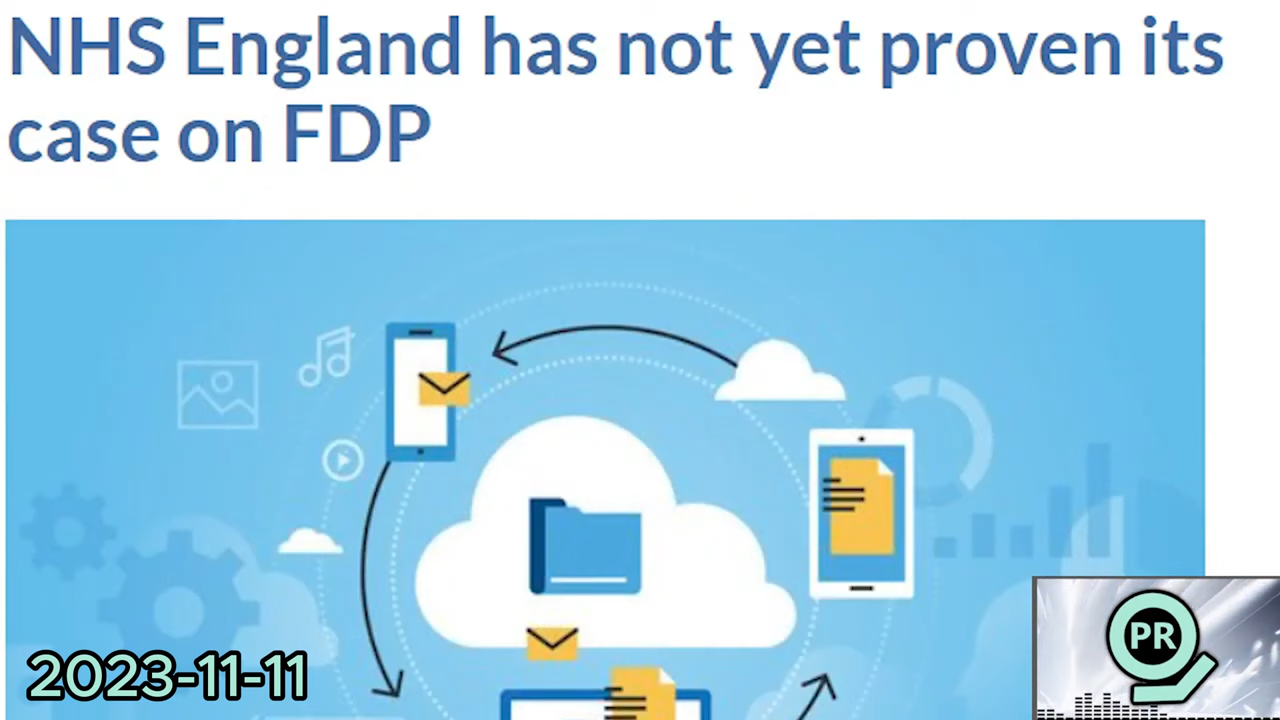 NHS England has not yet proven its
case on FDP
PR
2023-11-11